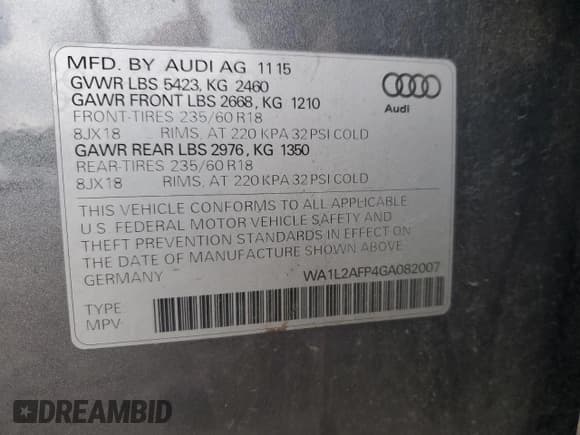 MFD. BY AUDI AG 11 15
GVWR LBS 5423, KG 2460
GAWR FRONT LBS 2668, KG 1210
FRONT-TIRES 235/60 R18
8JX18 RIMS, AT 220 KPA 32 PSI COLD
GAWR REAR LBS 2976, KG 1350
REAR-TIRES 235/60 R18
8JX18 RIMS, AT 220 KPA 32 PSI COLD
Audi
THIS VEHICLE CONFORMS TO ALL APPLICABLE
U.S. FEDERAL MOTOR VEHICLE SAFETY AND
THEFT PREVENTION STANDARDS IN EFFECT ON
THE DATE OF MANUFACTURE SHOWN ABOVE.
GERMANY WA1L2AFP4GA082007
TYPE
MPV
DREAMBID